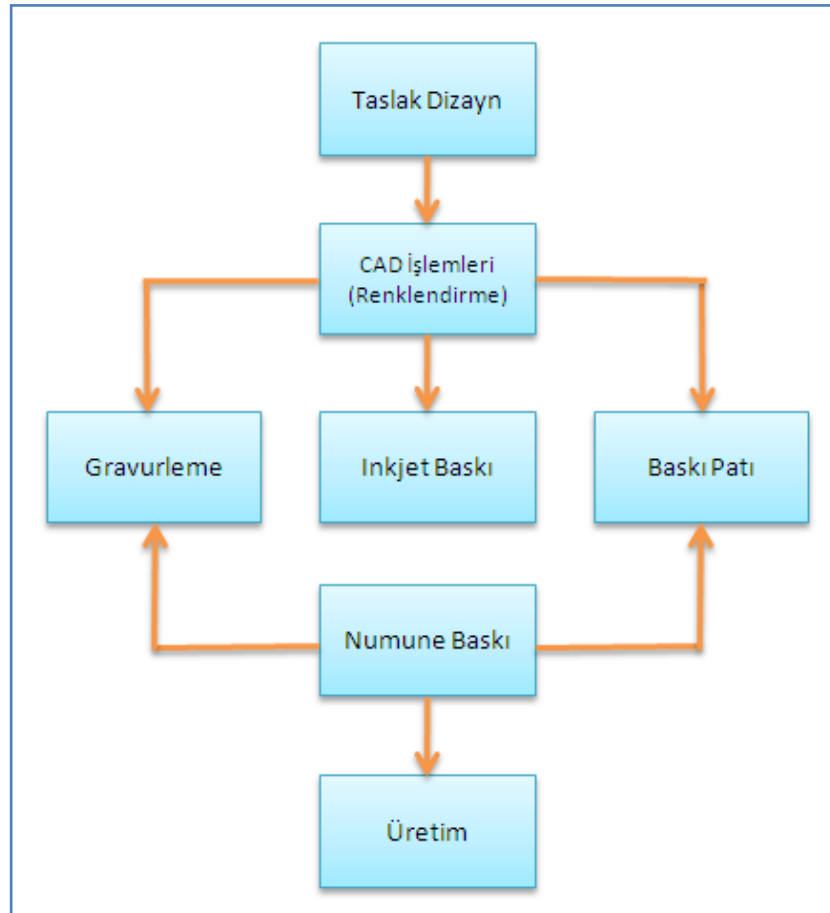 Taslak Dizayn
CAD İşlemleri
(Renklendirme)
Gravurleme
Inkjet Baskı
Baskı Patı
Numune Baskı
Üretim